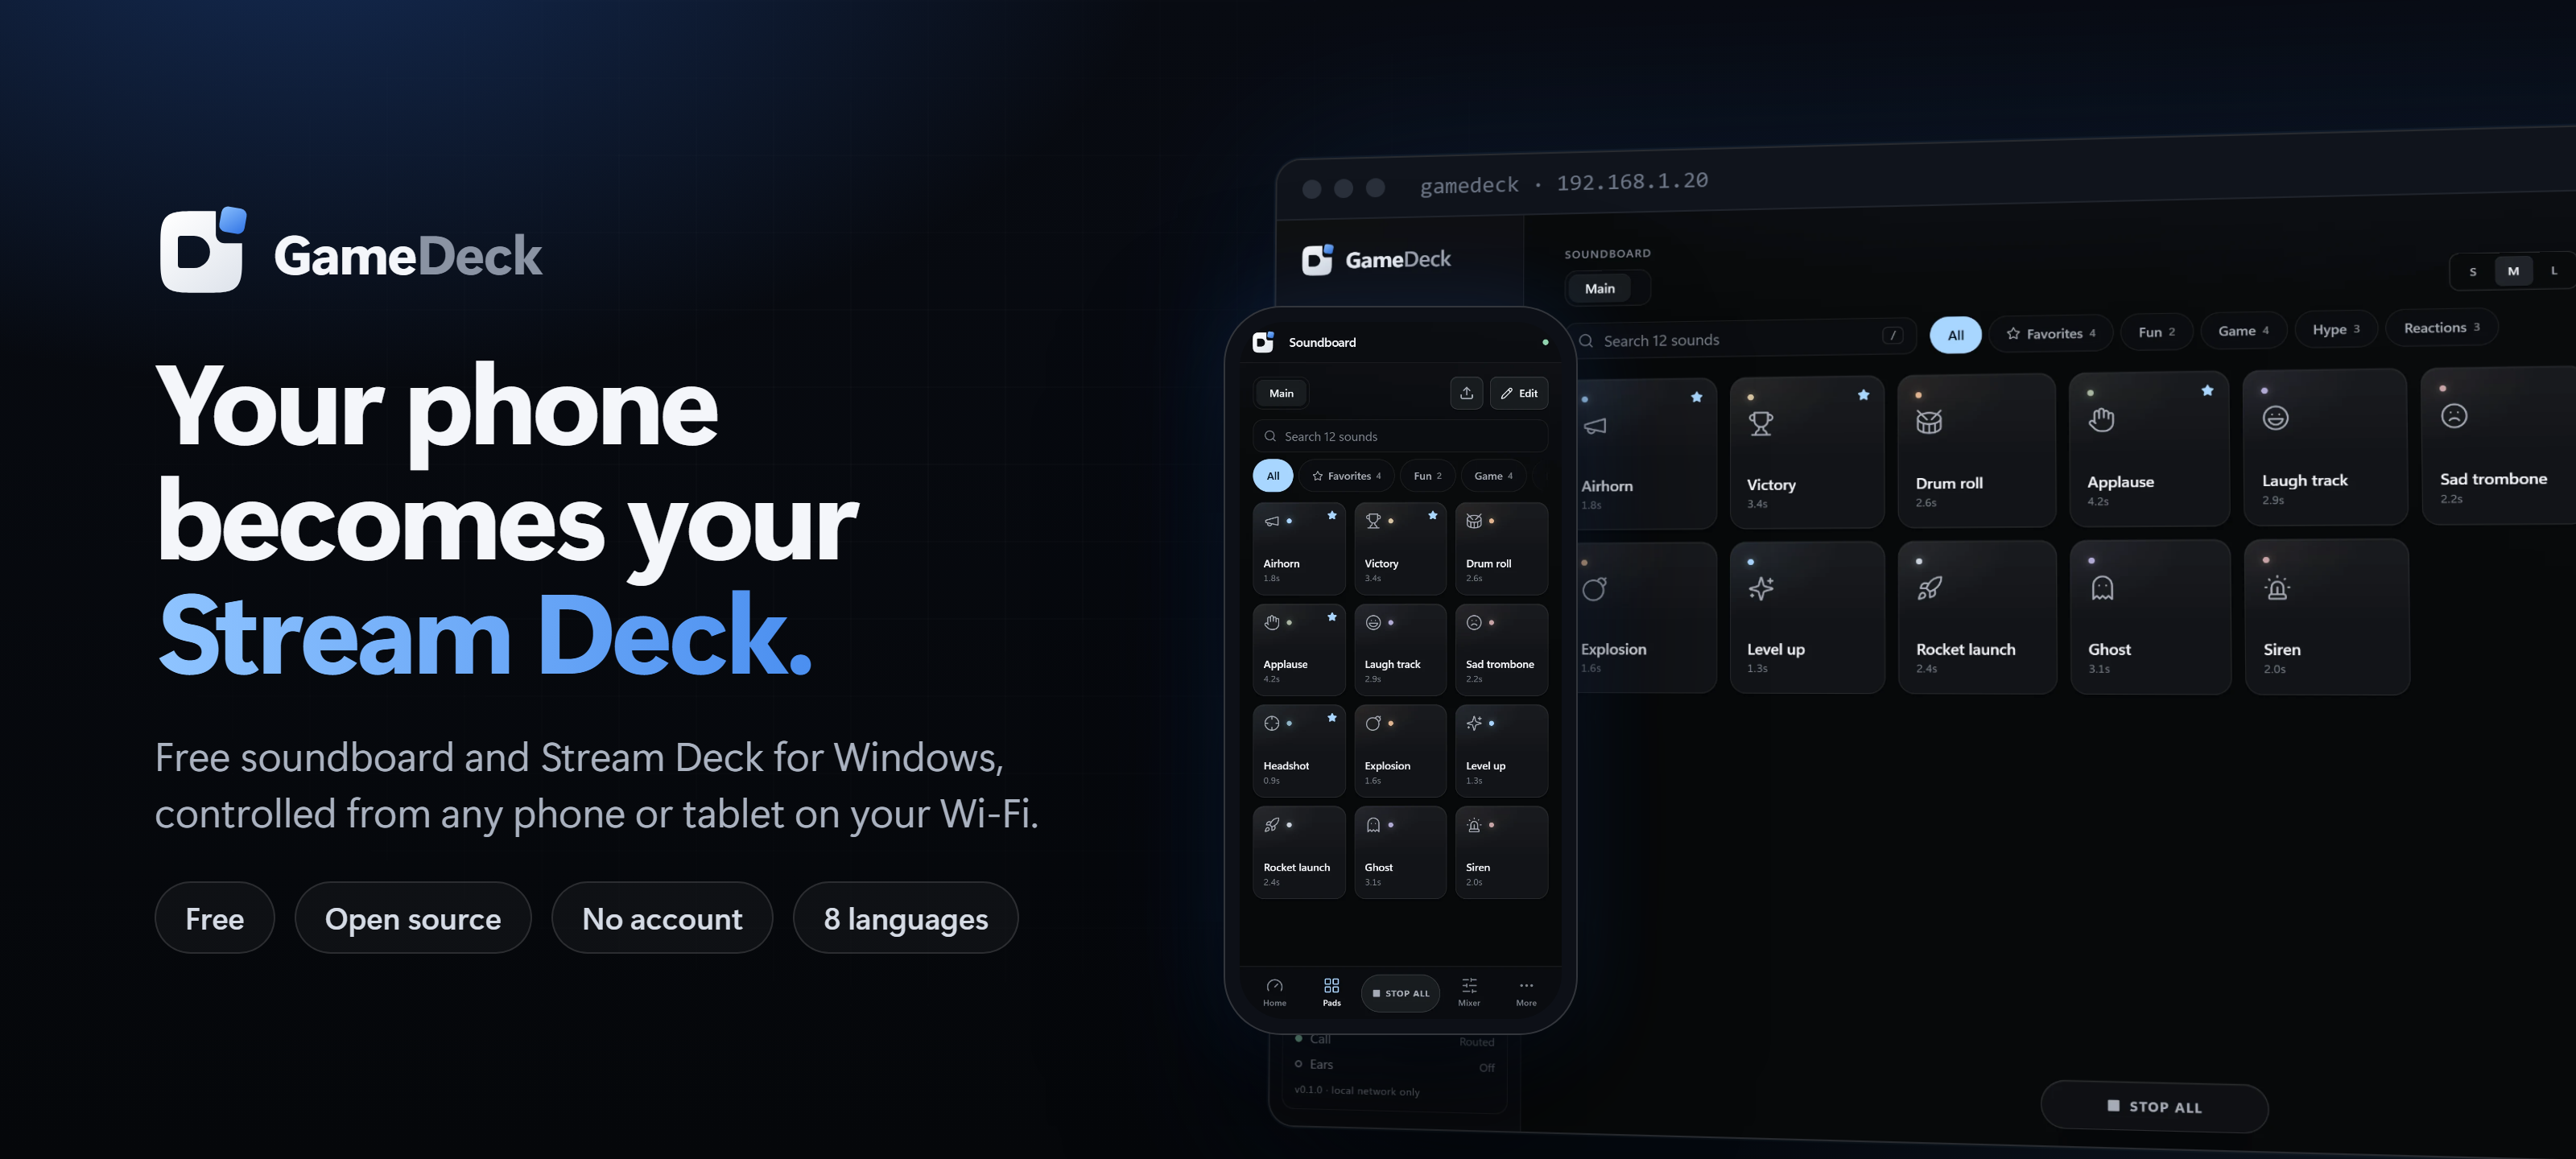 GameDeck
Your phone
becomes your
Stream Deck.
Free soundboard and Stream Deck for Windows,
controlled from any phone or tablet on your Wi-Fi.
Free
Open source
No account
8 languages
gamedeck · 192.168.1.20
GameDeck
SOUNDBOARD
Main
S M L
Search 12 sounds /
All
Favorites 4
Fun 2
Game 4
Hype 3
Reactions 3
Airhorn
1.8s
Victory
3.4s
Drum roll
2.6s
Applause
4.2s
Laugh track
2.9s
Sad trombone
2.2s
Explosion
1.6s
Level up
1.3s
Rocket launch
2.4s
Ghost
3.1s
Siren
2.0s
Call Routed
Ears Off
v0.1.0 · local network only
STOP ALL
Soundboard
Main
Edit
Search 12 sounds
All
Favorites 4
Fun 2
Game 4
Airhorn
1.8s
Victory
3.4s
Drum roll
2.6s
Applause
4.2s
Laugh track
2.9s
Sad trombone
2.2s
Headshot
0.9s
Explosion
1.6s
Level up
1.3s
Rocket launch
2.4s
Ghost
3.1s
Siren
2.0s
Home
Pads
STOP ALL
Mixer
More